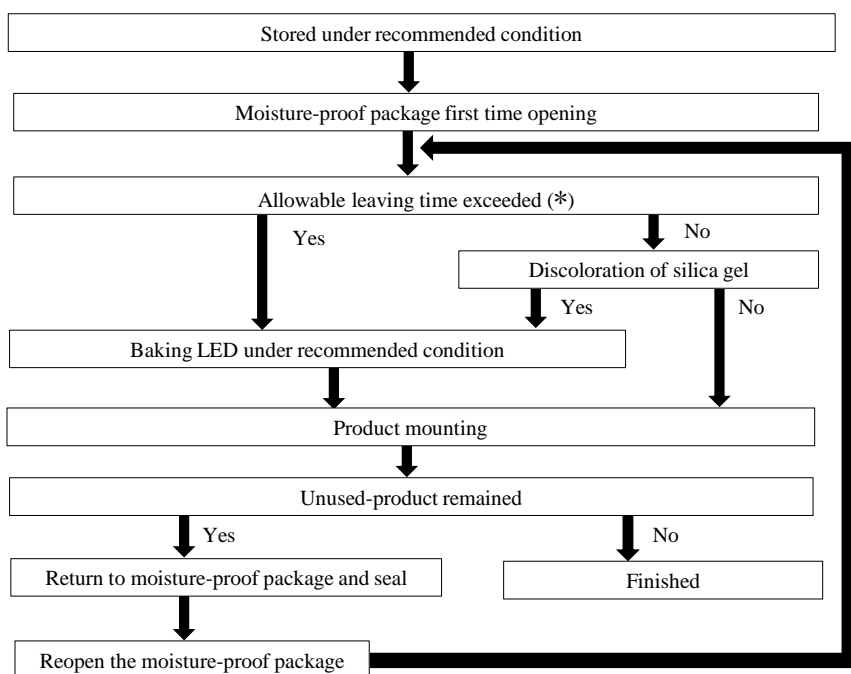 Stored under recommended condition
Moisture-proof package first time opening
Allowable leaving time exceeded (*)
Yes
No
Discoloration of silica gel
Yes
No
Baking LED under recommended condition
Product mounting
Unused-product remained
Yes
No
Return to moisture-proof package and seal
Finished
Reopen the moisture-proof package